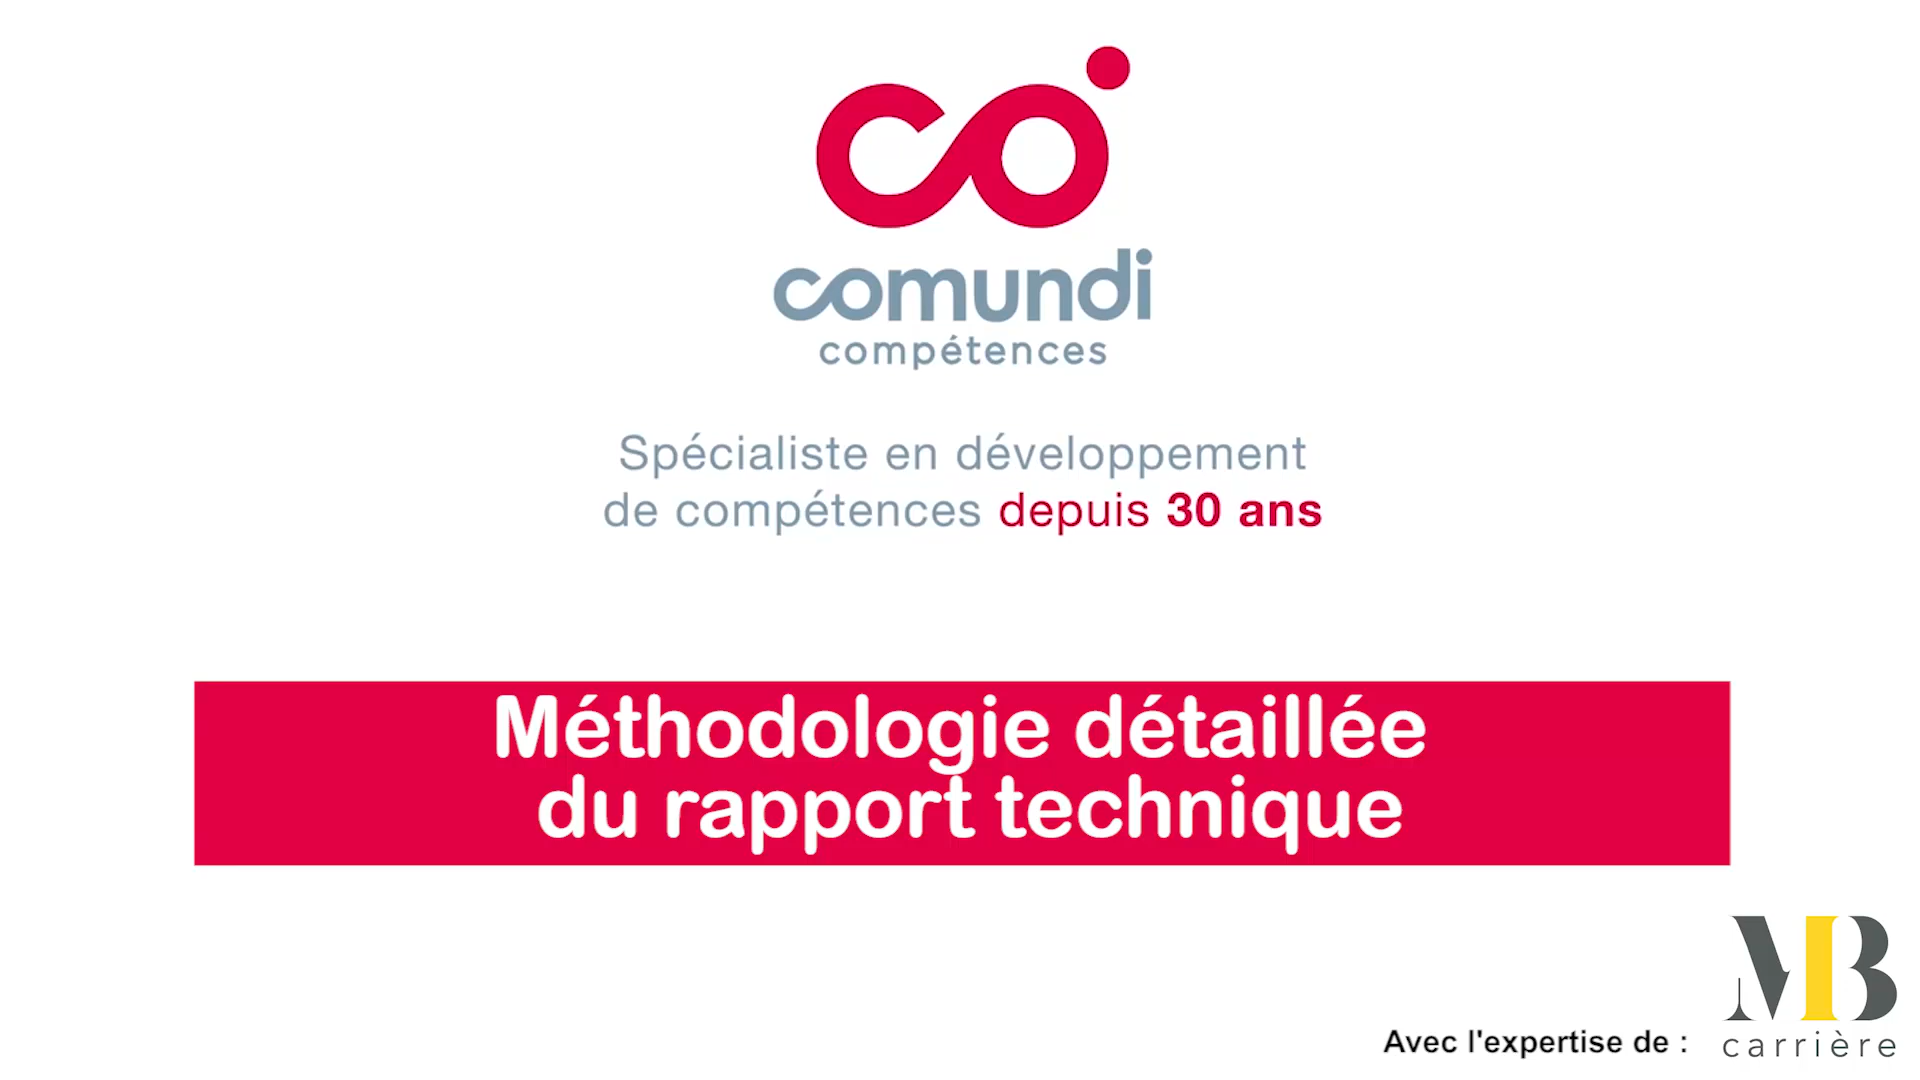 co
comundi
compétences
Spécialiste en développement
de compétences depuis 30 ans
Méthodologie détaillée
du rapport technique
MB
Avec l'expertise de :
carrière